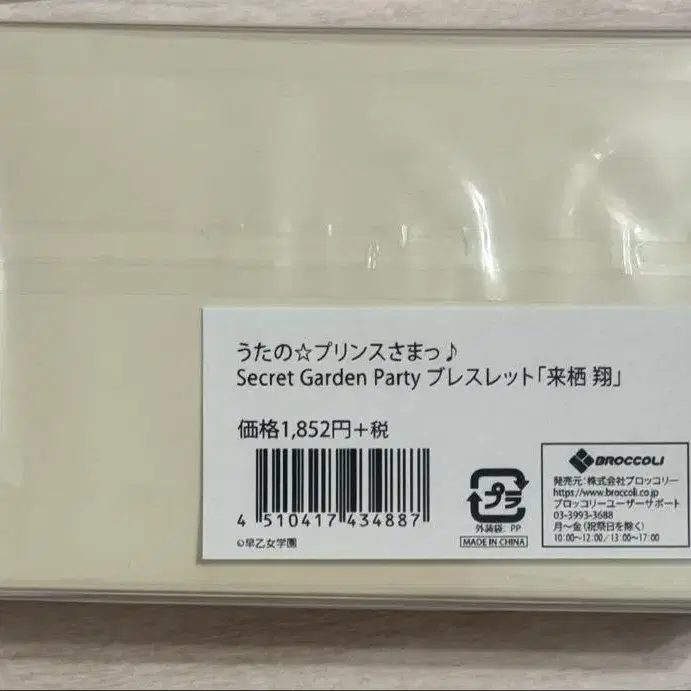 うたの☆プリンスさまっ♪
Secret Garden Party ブレスレット「来栖 翔」
価格1,852円+税
4 510417 434887
©早乙女学園
プラ
外装袋: PP
MADE IN CHINA
BROCCOLI
発売元:株式会社ブロッコリー
https://www.broccoli.co.jp
ブロッコリーユーザーサポート
03-3993-3688
月〜金(祝祭日を除く)
10:00〜12:00/13:00〜17:00